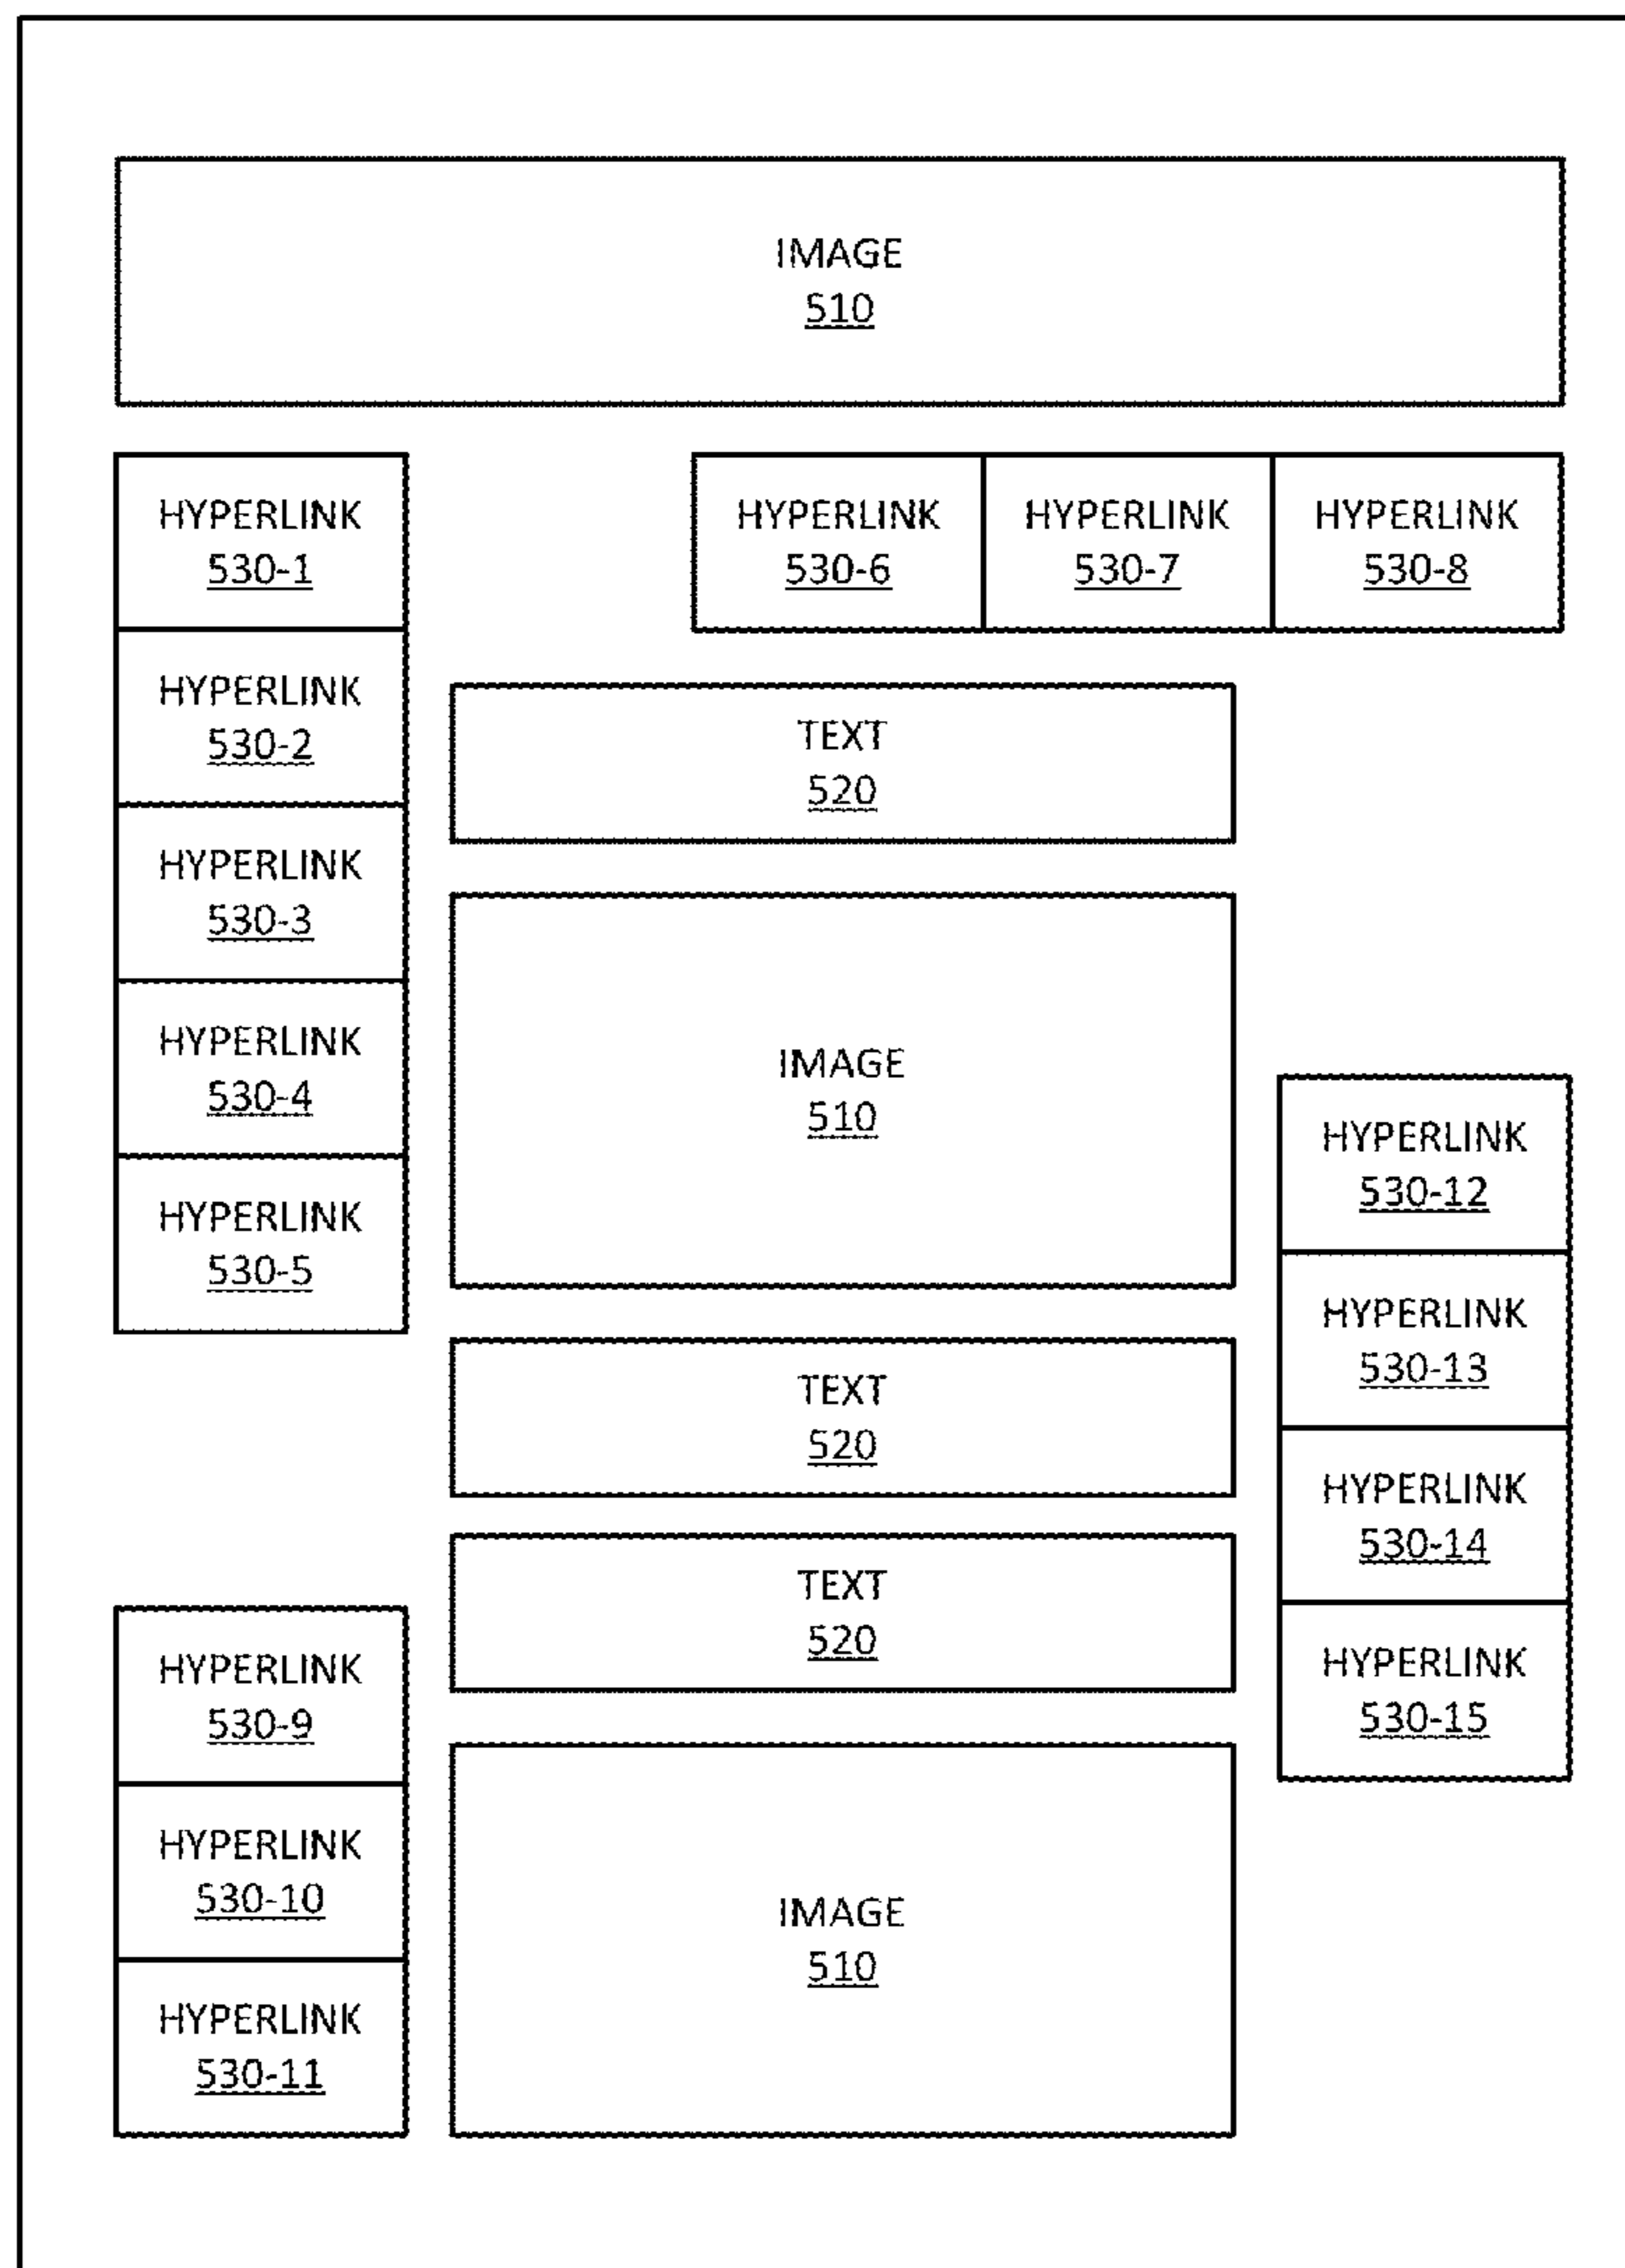 IMAGE
510
HYPERLINK
530-1
HYPERLINK
530-2
HYPERLINK
530-3
HYPERLINK
530-4
HYPERLINK
530-5
HYPERLINK
530-6
HYPERLINK
530-7
HYPERLINK
530-8
TEXT
520
IMAGE
510
TEXT
520
TEXT
520
IMAGE
510
HYPERLINK
530-9
HYPERLINK
530-10
HYPERLINK
530-11
HYPERLINK
530-12
HYPERLINK
530-13
HYPERLINK
530-14
HYPERLINK
530-15